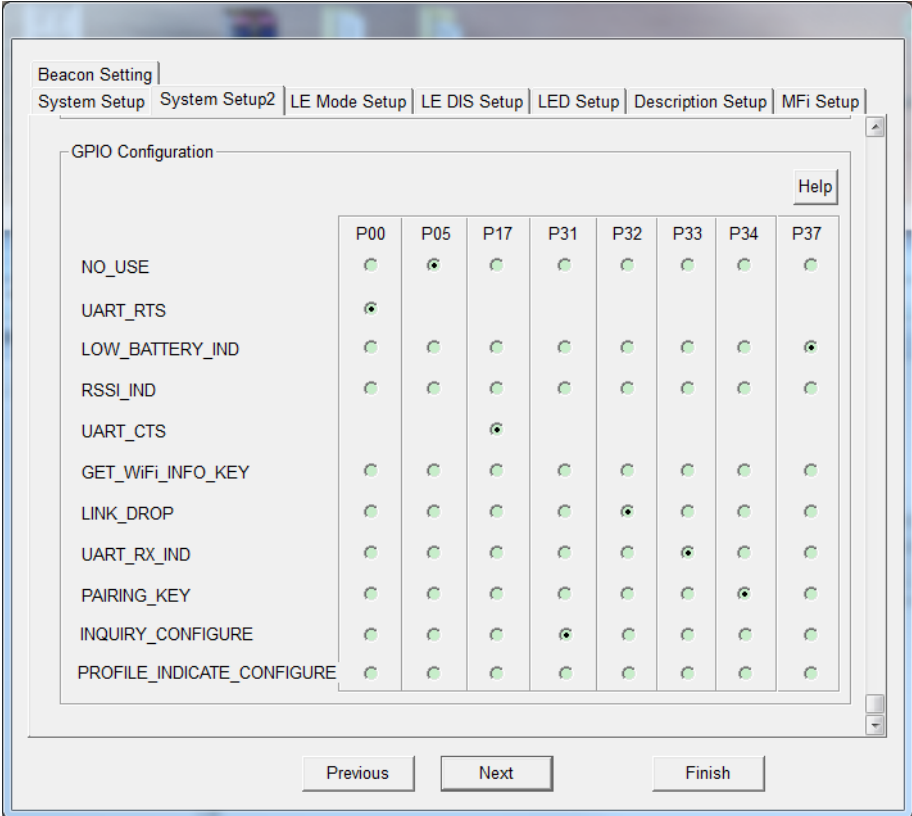 Beacon Setting
System Setup System Setup2 LE Mode Setup LE DIS Setup LED Setup Description Setup MFi Setup
GPIO Configuration
Help
P00 P05 P17 P31 P32 P33 P34 P37
NO_USE
UART_RTS
LOW_BATTERY_IND
RSSI_IND
UART_CTS
GET_WiFi_INFO_KEY
LINK_DROP
UART_RX_IND
PAIRING_KEY
INQUIRY_CONFIGURE
PROFILE_INDICATE_CONFIGURE
Previous Next Finish